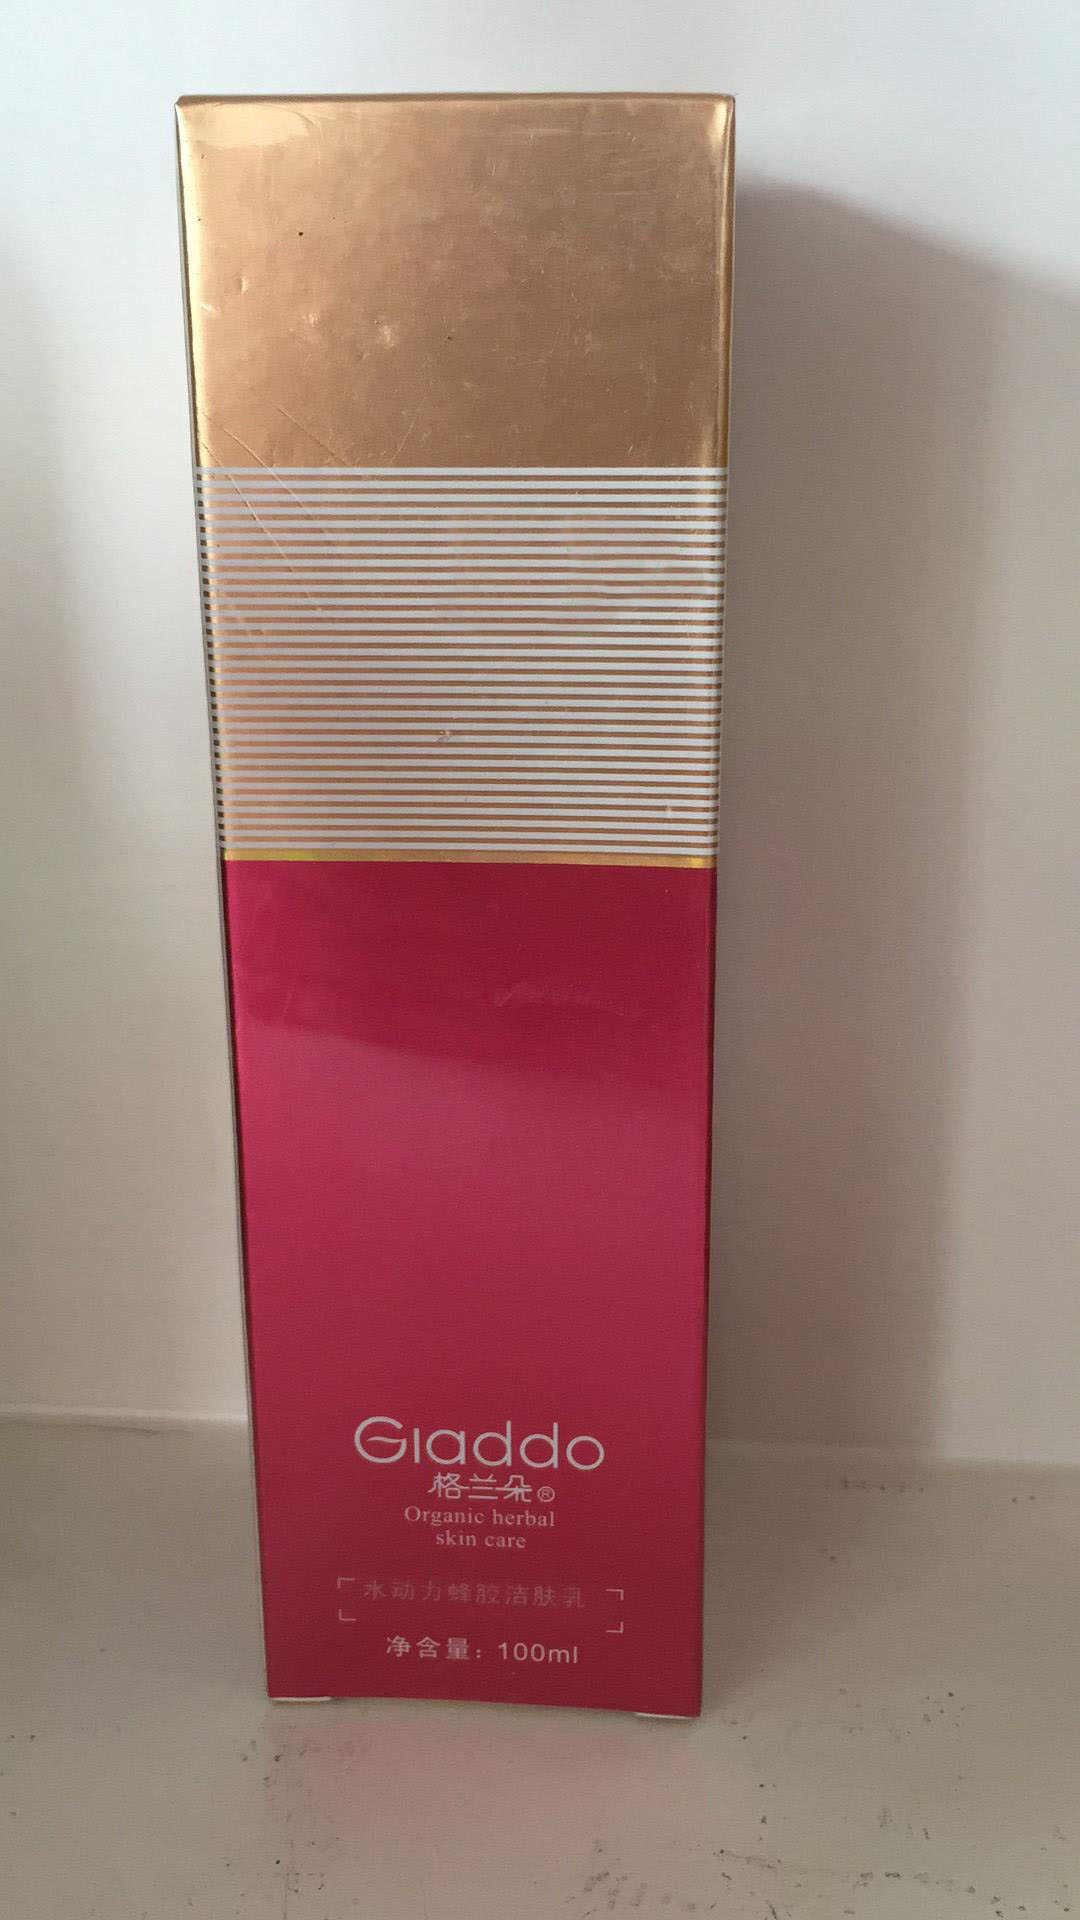 Giaddo
格兰朵®
Organic herbal
skin care
水动力蜂胶洁肤乳
净含量：100ml